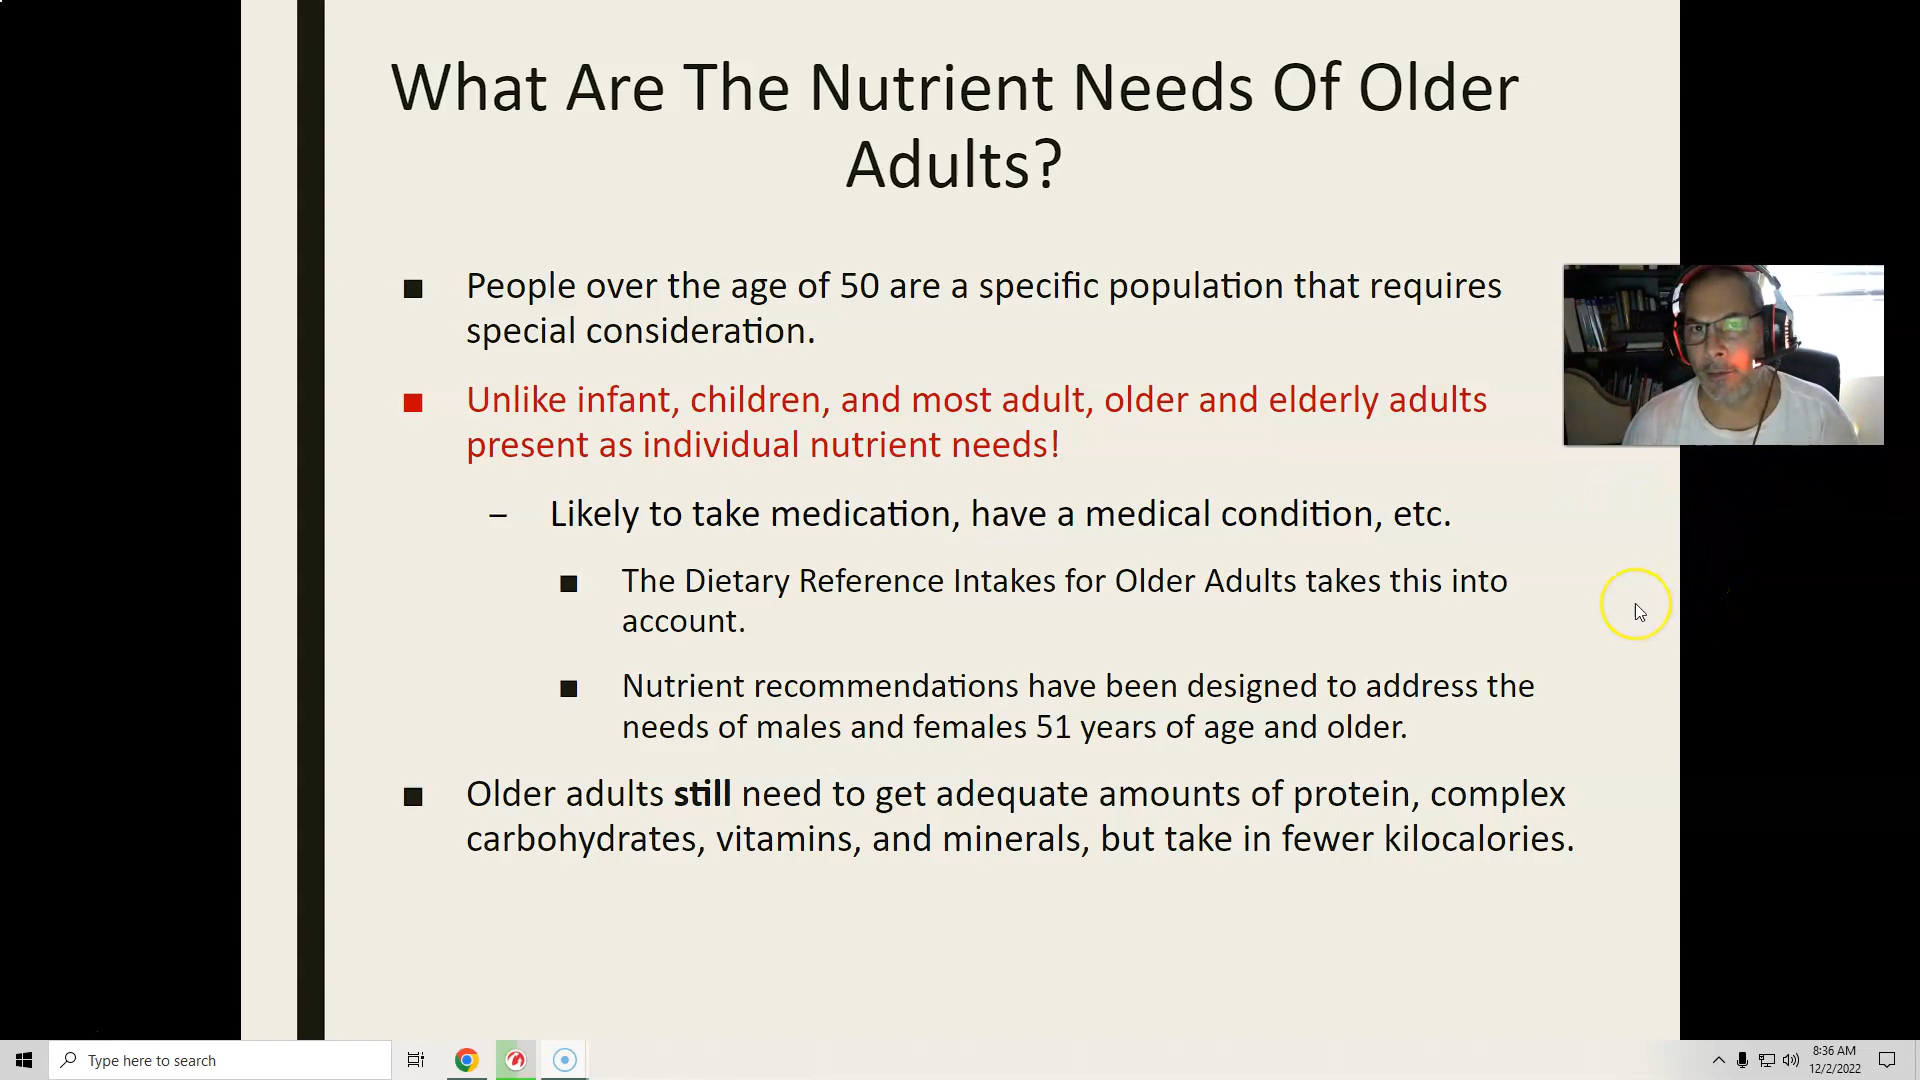 What Are The Nutrient Needs Of Older
Adults?
■ People over the age of 50 are a specific population that requires
special consideration.
■ Unlike infant, children, and most adult, older and elderly adults
present as individual nutrient needs!
– Likely to take medication, have a medical condition, etc.
■ The Dietary Reference Intakes for Older Adults takes this into
account.
■ Nutrient recommendations have been designed to address the
needs of males and females 51 years of age and older.
■ Older adults still need to get adequate amounts of protein, complex
carbohydrates, vitamins, and minerals, but take in fewer kilocalories.
Type here to search
8:36 AM
12/2/2022